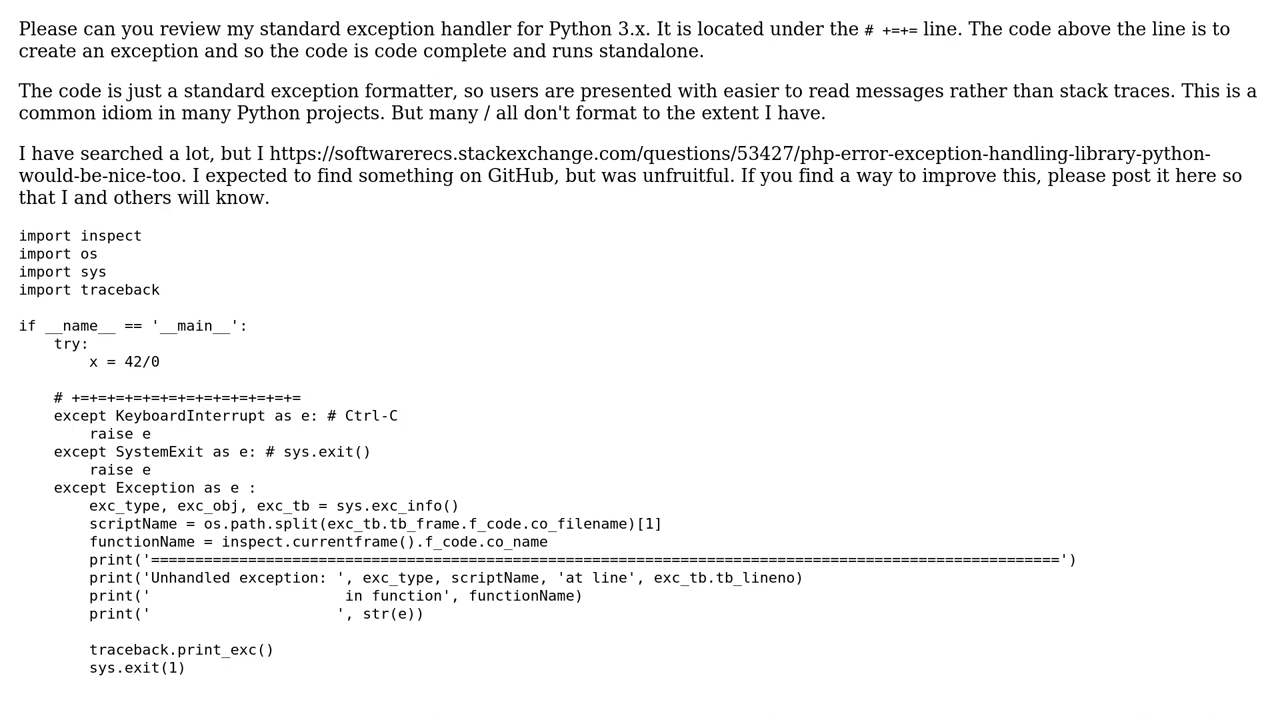 Please can you review my standard exception handler for Python 3.x. It is located under the # +=+= line. The code above the line is to
create an exception and so the code is code complete and runs standalone.
The code is just a standard exception formatter, so users are presented with easier to read messages rather than stack traces. This is a
common idiom in many Python projects. But many / all don't format to the extent I have.
I have searched a lot, but I https://softwarerecs.stackexchange.com/questions/53427/php-error-exception-handling-library-python-
would-be-nice-too. I expected to find something on GitHub, but was unfruitful. If you find a way to improve this, please post it here so
that I and others will know.
import inspect
import os
import sys
import traceback
if __name__ == '__main__':
    try:
        x = 42/0
    # +=+=+=+=+=+=+=+=+=+=+=+=+=
    except KeyboardInterrupt as e: # Ctrl-C
        raise e
    except SystemExit as e: # sys.exit()
        raise e
    except Exception as e :
        exc_type, exc_obj, exc_tb = sys.exc_info()
        scriptName = os.path.split(exc_tb.tb_frame.f_code.co_filename)[1]
        functionName = inspect.currentframe().f_code.co_name
        print('=======================================================================================================')
        print('Unhandled exception: ', exc_type, scriptName, 'at line', exc_tb.tb_lineno)
        print('                      in function', functionName)
        print('                     ', str(e))
        traceback.print_exc()
        sys.exit(1)